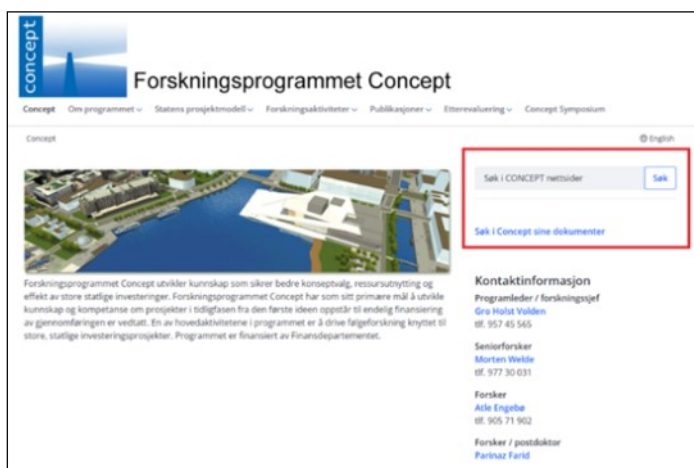 concept
Forskningsprogrammet Concept
Concept Om programmet Statens prosjektmodell Forskningsaktiviteter Publikasjoner Etterevaluering Concept Symposium
Concept
English
Søk i CONCEPT nettsider Søk
Søk i Concept sine dokumenter
Forskningsprogrammet Concept utvikler kunnskap som sikrer bedre konseptvalg, ressursutnytting og
effekt av store statlige investeringer. Forskningsprogrammet Concept har som sitt primære mål å utvikle
kunnskap og kompetanse om prosjekter i tidligfasen fra den første ideen oppstår til endelig finansiering
av gjennomføringen er vedtatt. En av hovedaktivitetene i programmet er å drive følgeforskning knyttet til
store, statlige investeringsprosjekter. Programmet er finansiert av Finansdepartementet.
Kontaktinformasjon
Programleder / forskningssjef
Gro Holst Volden
tlf. 957 45 565
Seniorforsker
Morten Welde
tlf. 977 30 031
Forsker
Atle Engebø
tlf. 905 71 902
Forsker / postdoktor
Parinaz Farid